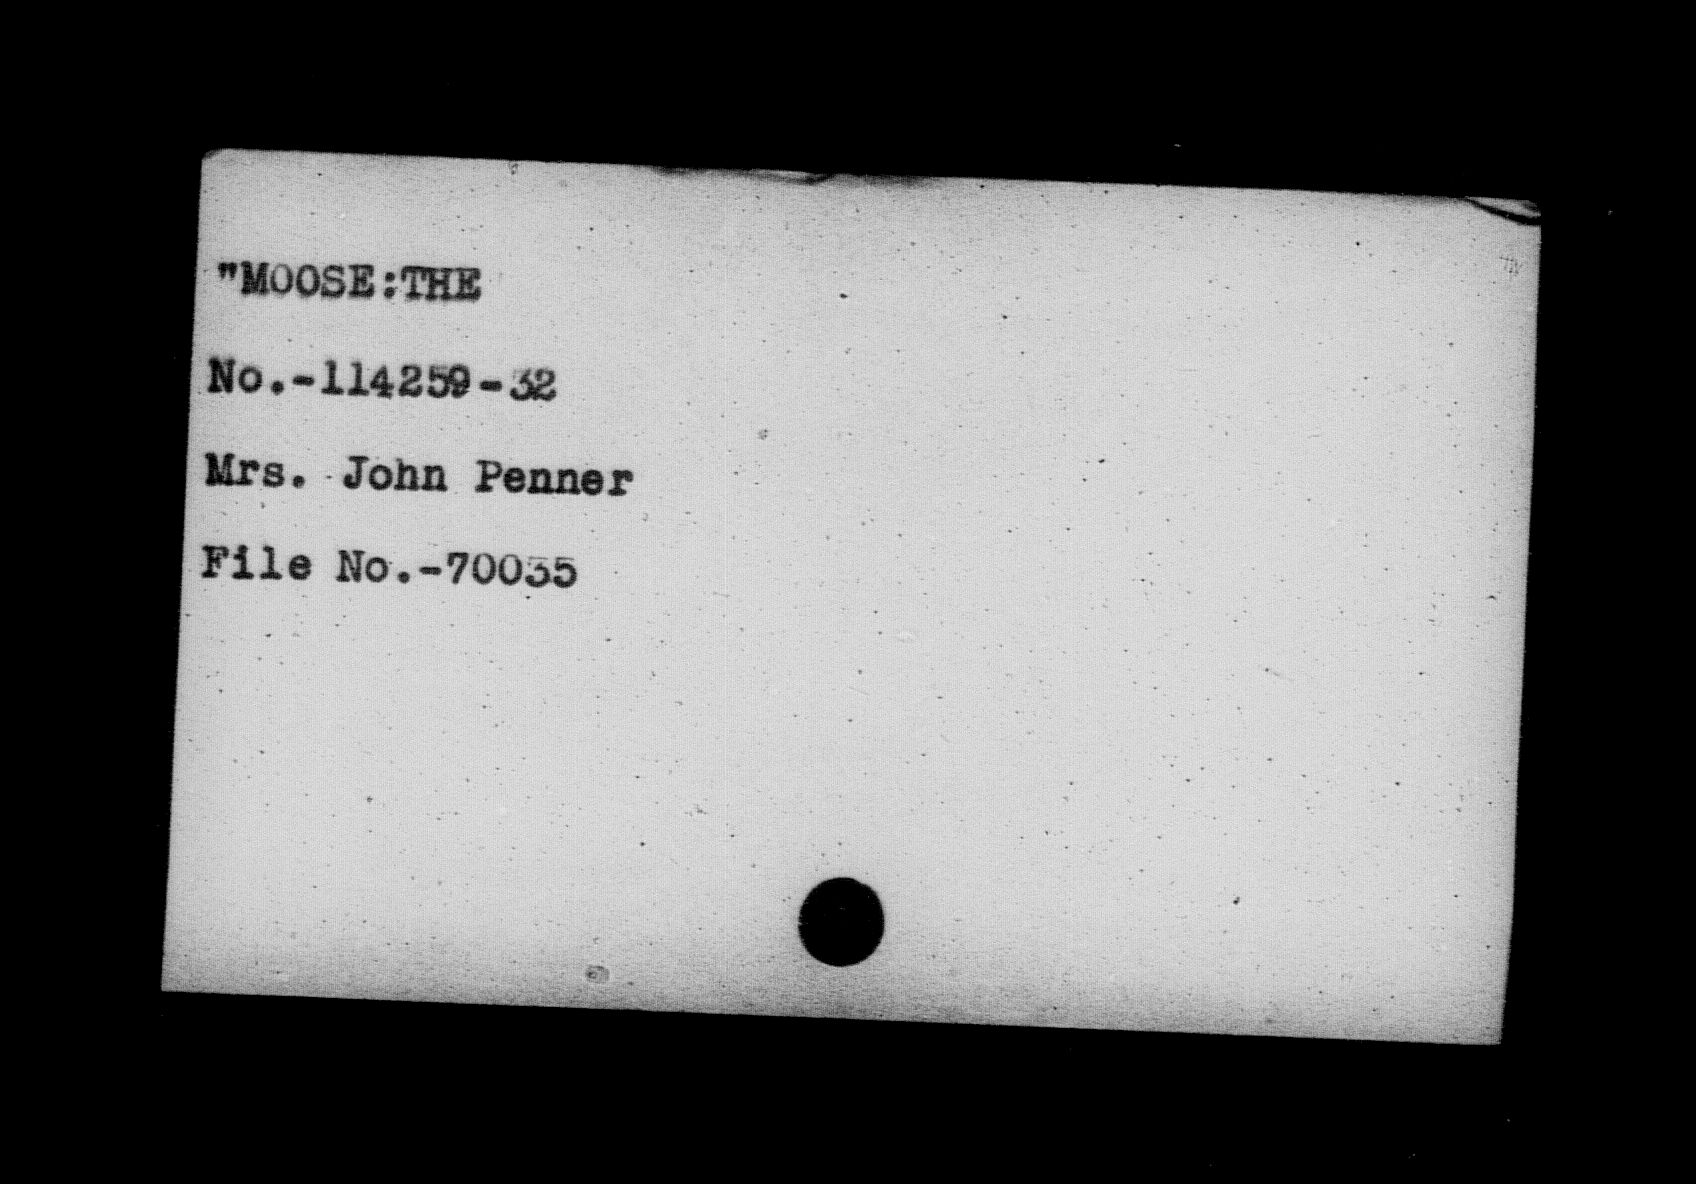 "MOOSE:THE
No.-114259-32
Mrs. John Penner
File No.-70035